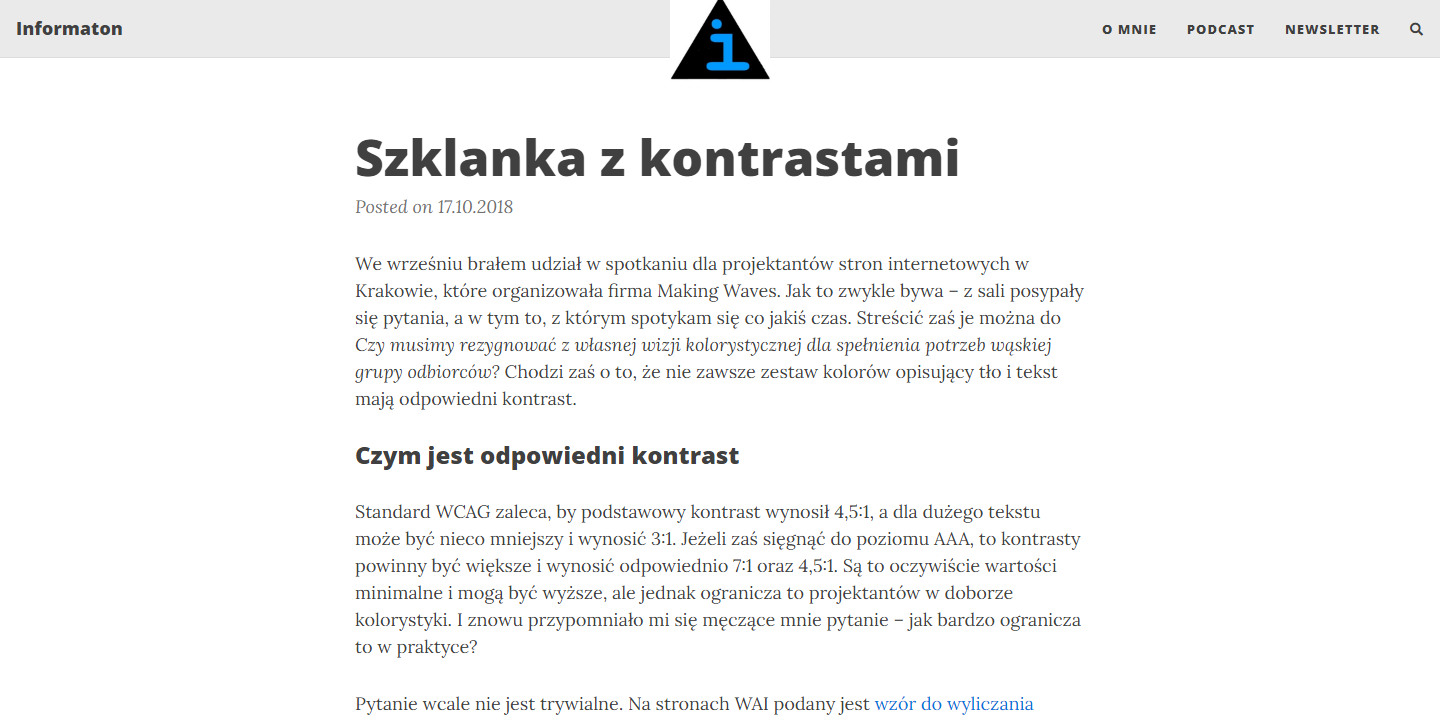 Informaton
i
O MNIE
PODCAST
NEWSLETTER
Szklanka z kontrastami
Posted on 17.10.2018
We wrześniu brałem udział w spotkaniu dla projektantów stron internetowych w
Krakowie, które organizowała firma Making Waves. Jak to zwykle bywa – z sali posypały
się pytania, a w tym to, z którym spotykam się co jakiś czas. Streścić zaś je można do
Czy musimy rezygnować z własnej wizji kolorystycznej dla spełnienia potrzeb wąskiej
grupy odbiorców? Chodzi zaś o to, że nie zawsze zestaw kolorów opisujący tło i tekst
mają odpowiedni kontrast.
Czym jest odpowiedni kontrast
Standard WCAG zaleca, by podstawowy kontrast wynosił 4,5:1, a dla dużego tekstu
może być nieco mniejszy i wynosić 3:1. Jeżeli zaś sięgnąć do poziomu AAA, to kontrasty
powinny być większe i wynosić odpowiednio 7:1 oraz 4,5:1. Są to oczywiście wartości
minimalne i mogą być wyższe, ale jednak ogranicza to projektantów w doborze
kolorystyki. I znowu przypomniało mi się męczące mnie pytanie – jak bardzo ogranicza
to w praktyce?
Pytanie wcale nie jest trywialne. Na stronach WAI podany jest wzór do wyliczania